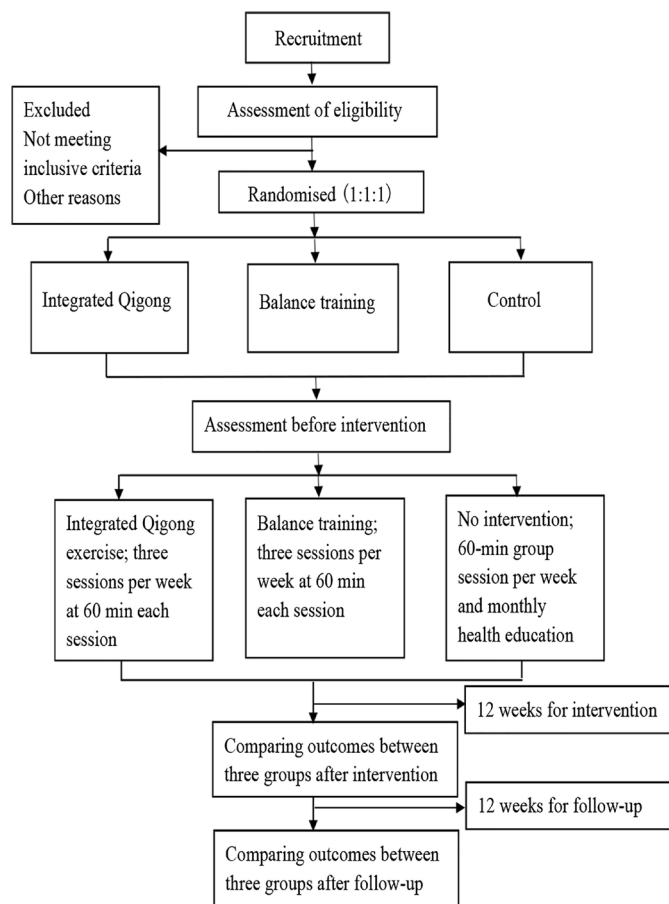 Recruitment
Assessment of eligibility
Excluded
Not meeting
inclusive criteria
Other reasons
Randomised (1:1:1)
Integrated Qigong
Balance training
Control
Assessment before intervention
Integrated Qigong
exercise; three
sessions per week
at 60 min each
session
Balance training;
three sessions per
week at 60 min
each session
No intervention;
60-min group
session per week
and monthly
health education
12 weeks for intervention
Comparing outcomes between
three groups after intervention
12 weeks for follow-up
Comparing outcomes between
three groups after follow-up